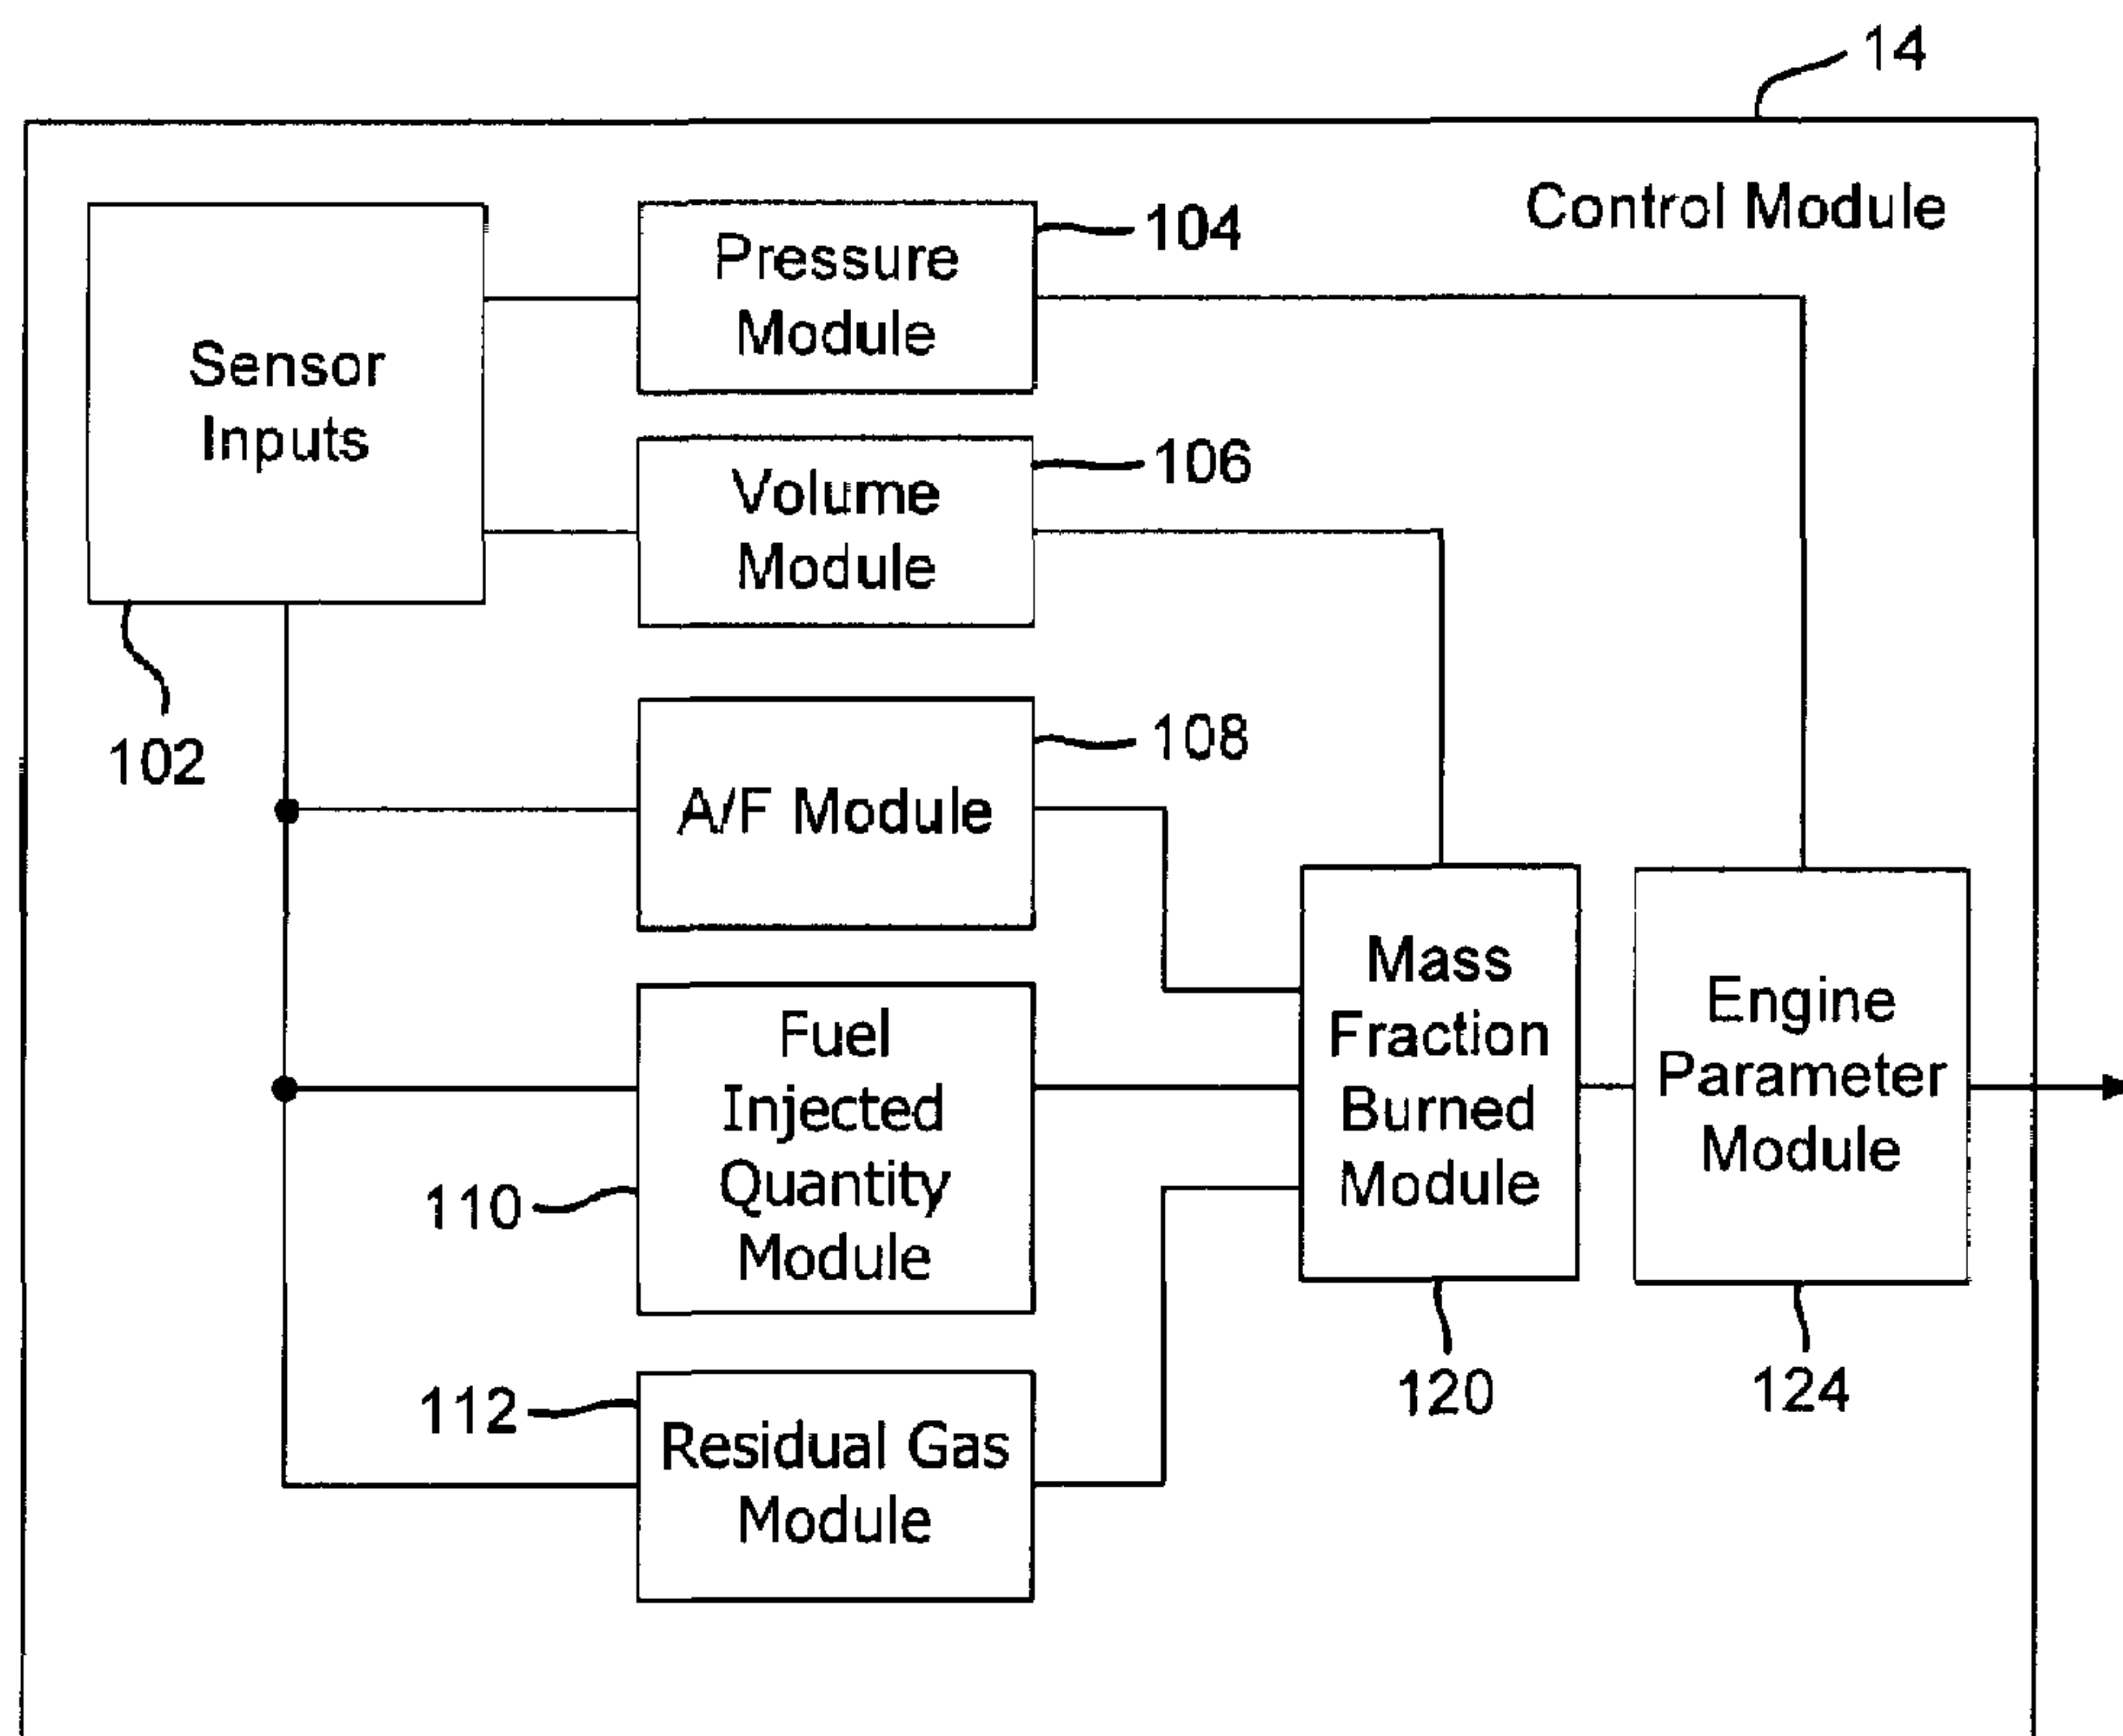 14
Control Module
Sensor
Inputs
102
Pressure
Module
104
Volume
Module
106
A/F Module
108
Fuel
Injected
Quantity
Module
110
Residual Gas
Module
112
Mass
Fraction
Burned
Module
120
Engine
Parameter
Module
124